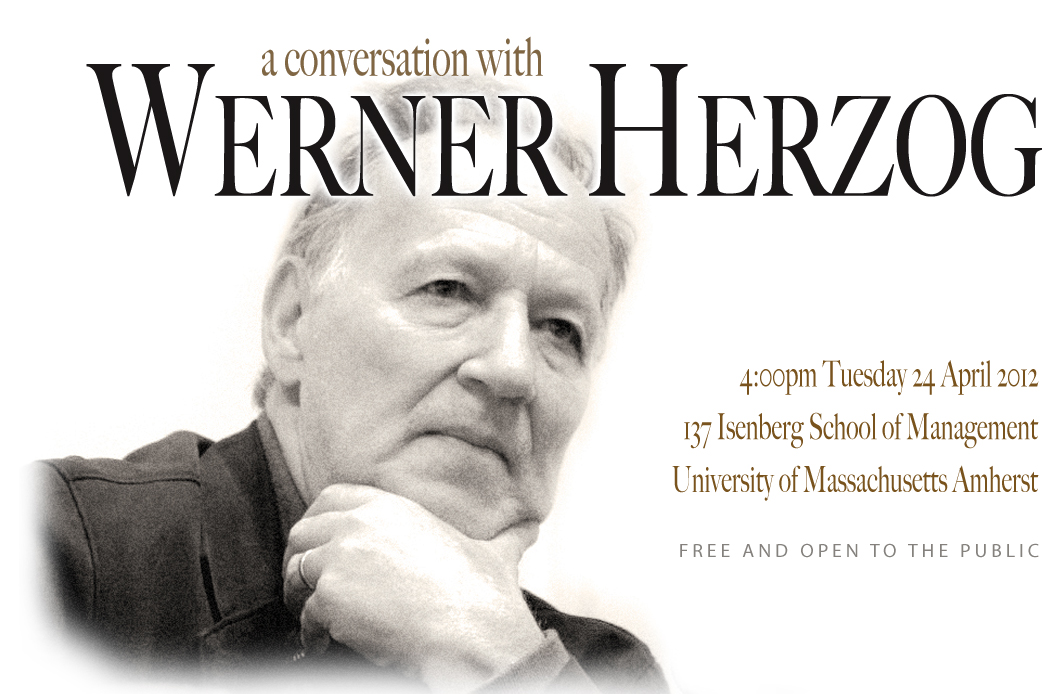 a conversation with
WERNER HERZOG
4:00pm Tuesday 24 April 2012
137 Isenberg School of Management
University of Massachusetts Amherst
FREE AND OPEN TO THE PUBLIC